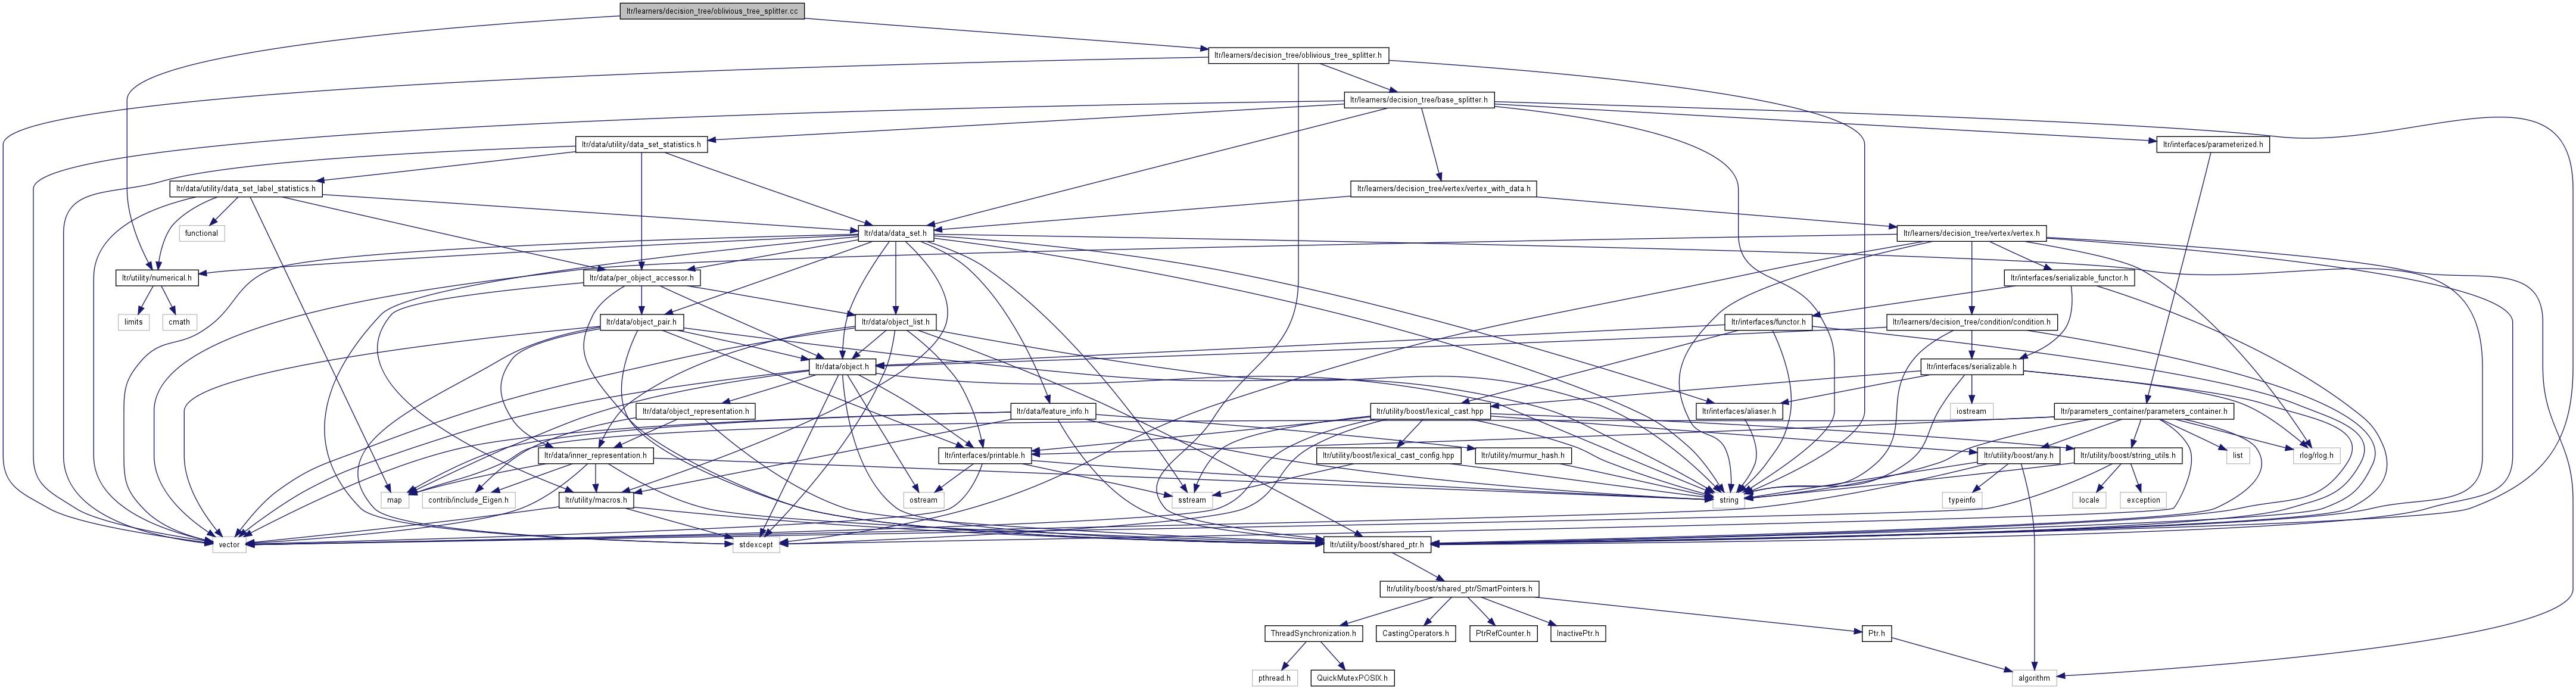 ltr/learners/decision_tree/oblivious_tree_splitter.cc
ltr/learners/decision_tree/oblivious_tree_splitter.h
ltr/learners/decision_tree/base_splitter.h
ltr/data/utility/data_set_statistics.h
ltr/interfaces/parameterized.h
ltr/data/utility/data_set_label_statistics.h
ltr/learners/decision_tree/vertex/vertex_with_data.h
functional
ltr/data/data_set.h
ltr/learners/decision_tree/vertex/vertex.h
ltr/utility/numerical.h
ltr/data/per_object_accessor.h
ltr/interfaces/serializable_functor.h
limits
cmath
ltr/data/object_pair.h
ltr/data/object_list.h
ltr/interfaces/functor.h
ltr/learners/decision_tree/condition/condition.h
ltr/data/object.h
ltr/interfaces/serializable.h
ltr/data/object_representation.h
ltr/data/feature_info.h
ltr/utility/boost/lexical_cast.hpp
ltr/interfaces/aliaser.h
iostream
ltr/parameters_container/parameters_container.h
ltr/data/inner_representation.h
ltr/interfaces/printable.h
ltr/utility/boost/lexical_cast_config.hpp
ltr/utility/murmur_hash.h
ltr/utility/boost/any.h
ltr/utility/boost/string_utils.h
list
rlog/rlog.h
map
contrib/include_Eigen.h
ltr/utility/macros.h
ostream
sstream
string
typeinfo
locale
exception
vector
stdexcept
ltr/utility/boost/shared_ptr.h
ltr/utility/boost/shared_ptr/SmartPointers.h
ThreadSynchronization.h
CastingOperators.h
PtrRefCounter.h
InactivePtr.h
Ptr.h
pthread.h
QuickMutexPOSIX.h
algorithm